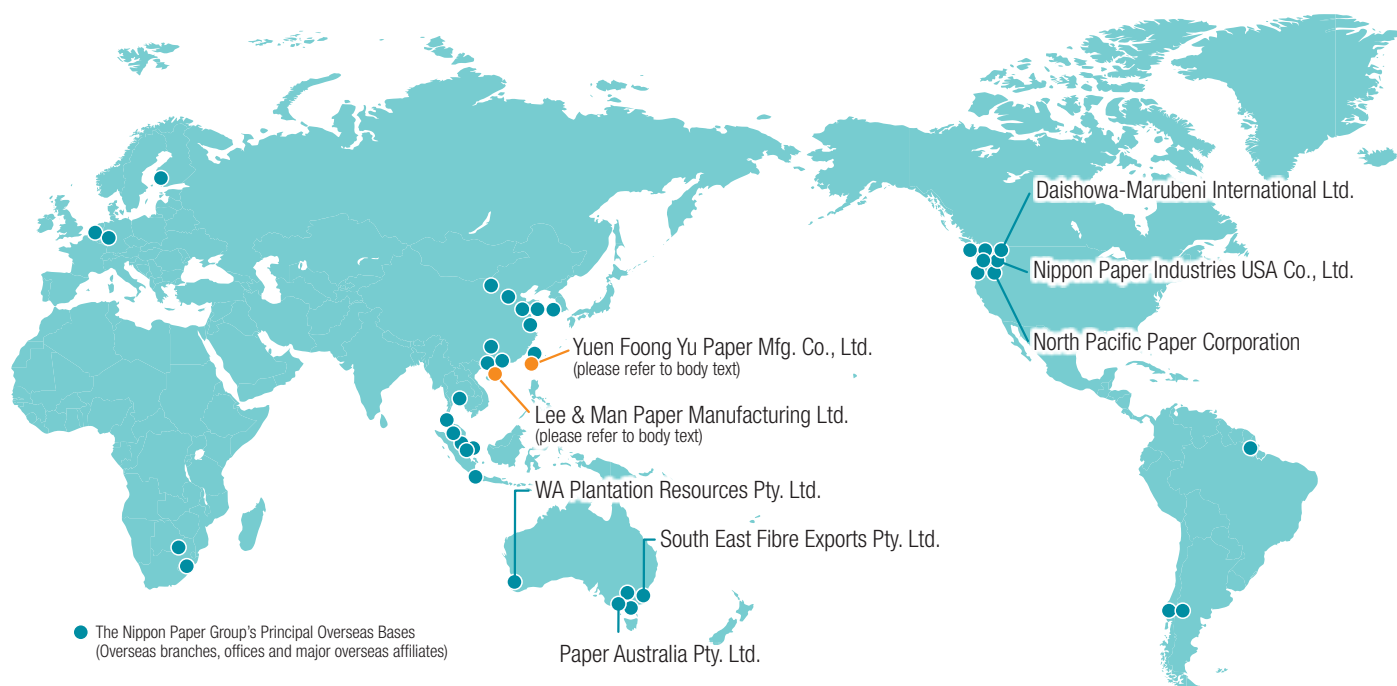 Daishowa-Marubeni International Ltd.
Nippon Paper Industries USA Co., Ltd.
North Pacific Paper Corporation
Yuen Foong Yu Paper Mfg. Co., Ltd.
(please refer to body text)
Lee & Man Paper Manufacturing Ltd.
(please refer to body text)
WA Plantation Resources Pty. Ltd.
South East Fibre Exports Pty. Ltd.
Paper Australia Pty. Ltd.
The Nippon Paper Group's Principal Overseas Bases
(Overseas branches, offices and major overseas affiliates)